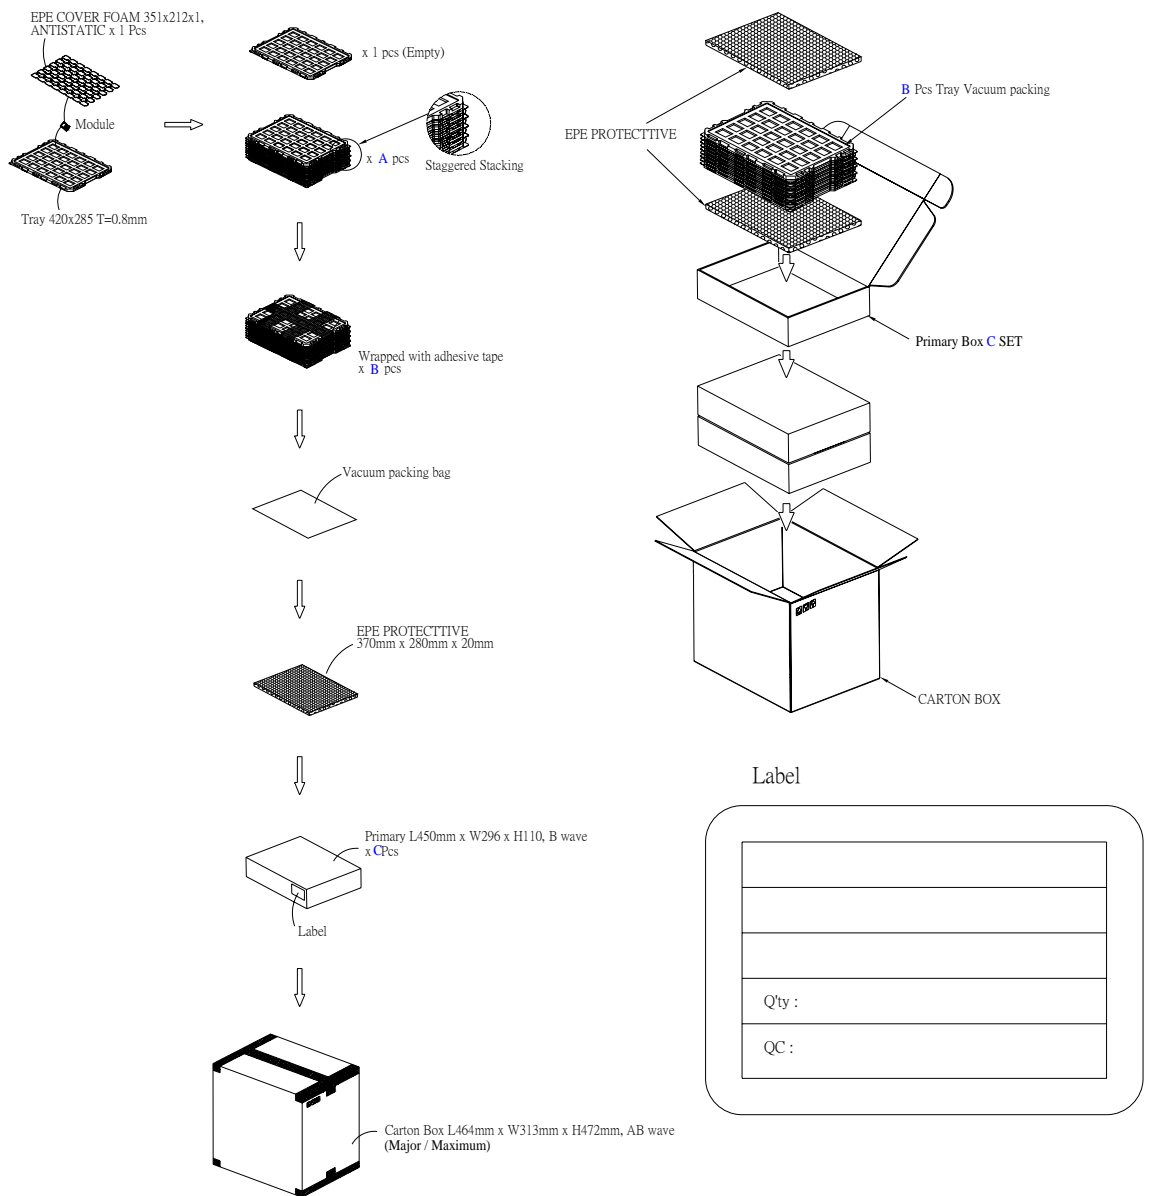 EPE COVER FOAM 351x212x1,
ANTISTATIC x 1 Pcs
Module
Tray 420x285 T=0.8mm
x 1 pcs (Empty)
x A pcs
Staggered Stacking
Wrapped with adhesive tape
x B pcs
Vacuum packing bag
EPE PROTECTTIVE
370mm x 280mm x 20mm
Primary L450mm x W296 x H110, B wave
x CPcs
Label
Carton Box L464mm x W313mm x H472mm, AB wave
(Major / Maximum)
B Pcs Tray Vacuum packing
EPE PROTECTTIVE
Primary Box C SET
CARTON BOX
Label
Q'ty :
QC :